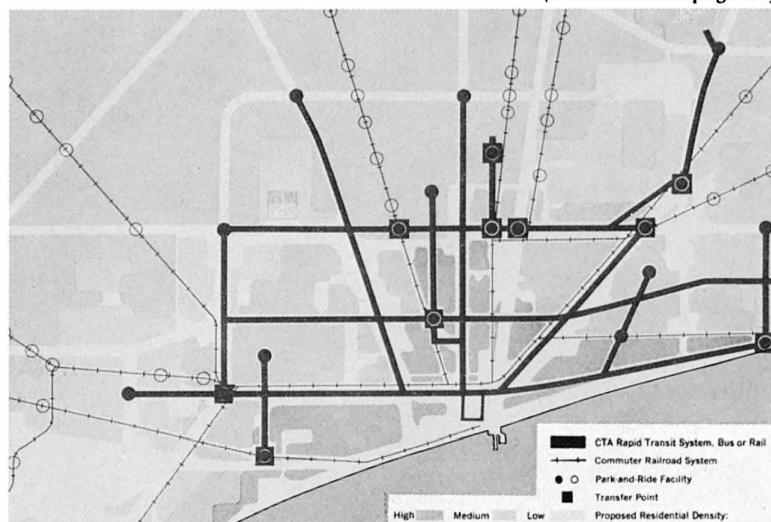 CTA Rapid Transit System, Bus or Rail
Commuter Railroad System
Park-and-Ride Facility
Transfer Point
High Medium Low Proposed Residential Density: